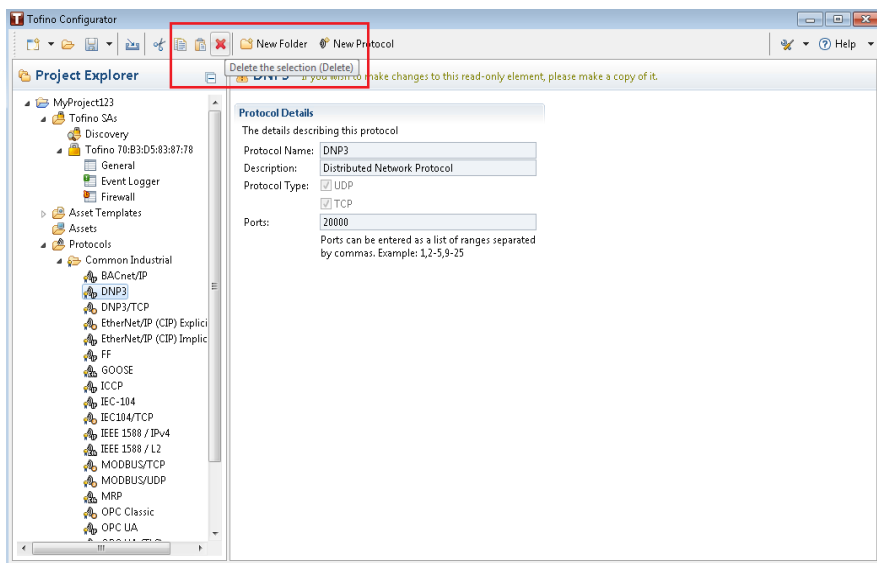 Tofino Configurator
New Folder
New Protocol
Help
Delete the selection (Delete)
Project Explorer
DNP3 If you wish to make changes to this read-only element, please make a copy of it.
MyProject123
Tofino SAs
Discovery
Tofino 70:B3:D5:83:87:78
General
Event Logger
Firewall
Asset Templates
Assets
Protocols
Common Industrial
BACnet/IP
DNP3
DNP3/TCP
EtherNet/IP (CIP) Explici
EtherNet/IP (CIP) Implic
FF
GOOSE
ICCP
IEC-104
IEC104/TCP
IEEE 1588 / IPv4
IEEE 1588 / L2
MODBUS/TCP
MODBUS/UDP
MRP
OPC Classic
OPC UA
Protocol Details
The details describing this protocol
Protocol Name: DNP3
Description: Distributed Network Protocol
Protocol Type: UDP
TCP
Ports: 20000
Ports can be entered as a list of ranges separated
by commas. Example: 1,2-5,9-25